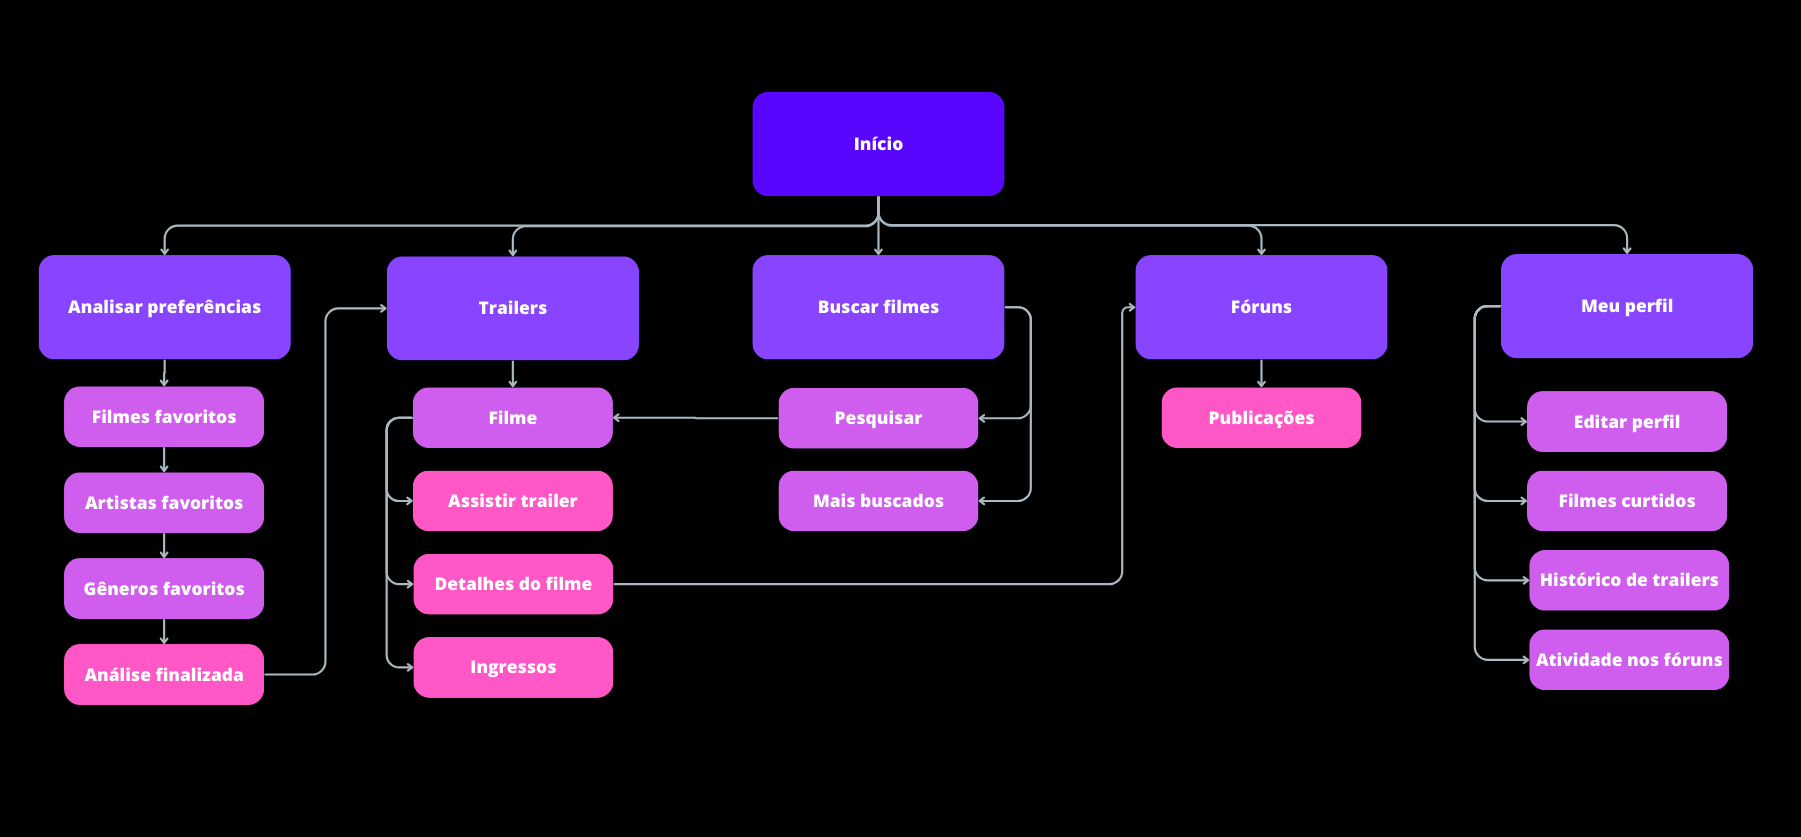 Início
Analisar preferências
Trailers
Buscar filmes
Fóruns
Meu perfil
Filmes favoritos
Artistas favoritos
Gêneros favoritos
Análise finalizada
Filme
Assistir trailer
Detalhes do filme
Ingressos
Pesquisar
Mais buscados
Publicações
Editar perfil
Filmes curtidos
Histórico de trailers
Atividade nos fóruns